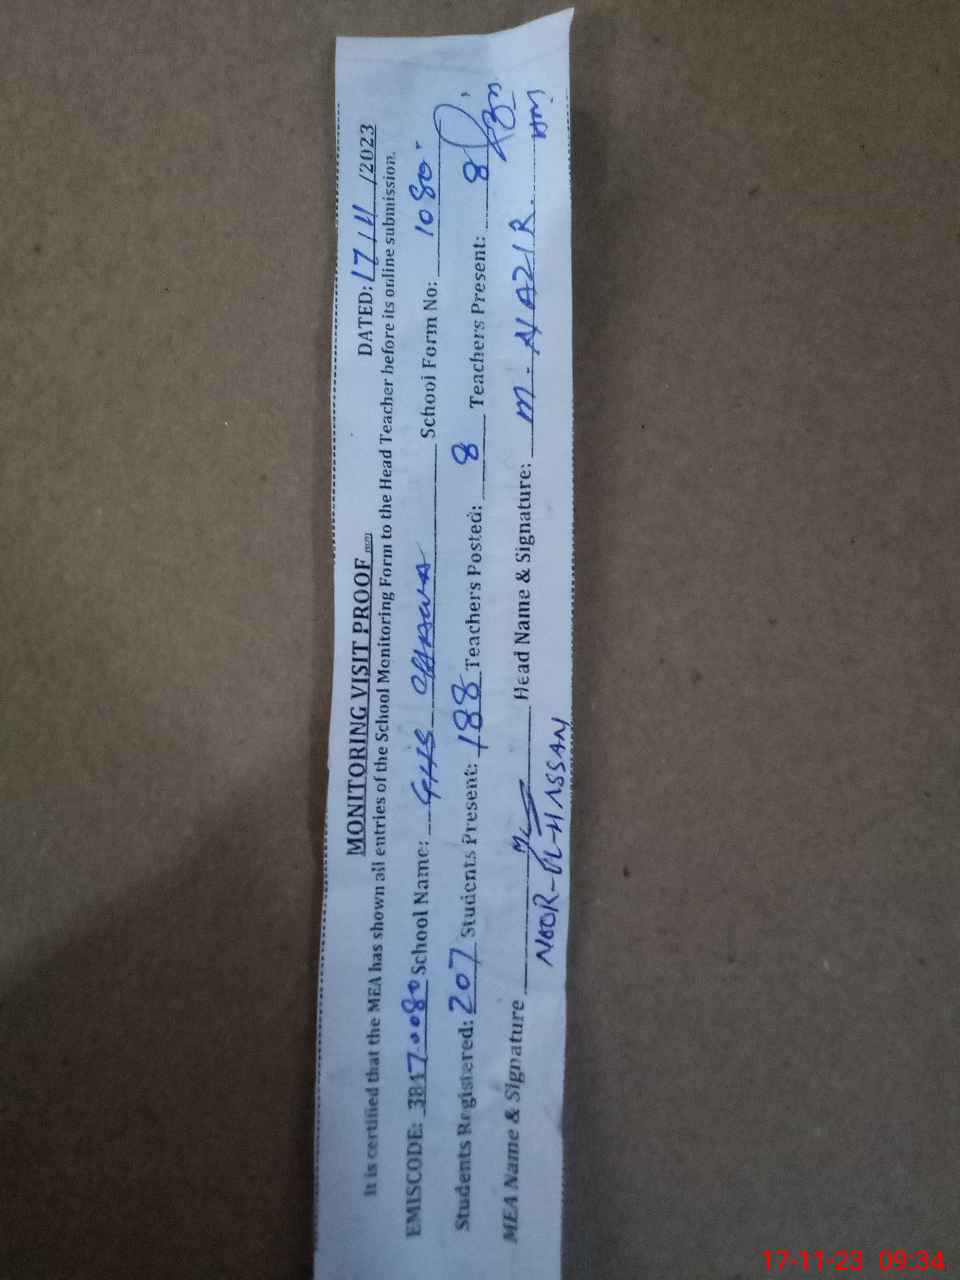 MONITORING VISIT PROOF DATED: 17/11/2023
It is certified that the MEA has shown all entries of the School Monitoring Form to the Head Teacher before its online submission.
EMISCODE: 38170080 School Name: GHS School Form No: 1080
Students Registered: 207 Students Present: 188 Teachers Posted: 8 Teachers Present: 8
MEA Name & Signature Head Name & Signature: M. NAZIR
NOOR-UL-HASSAN
17-11-23 09:34